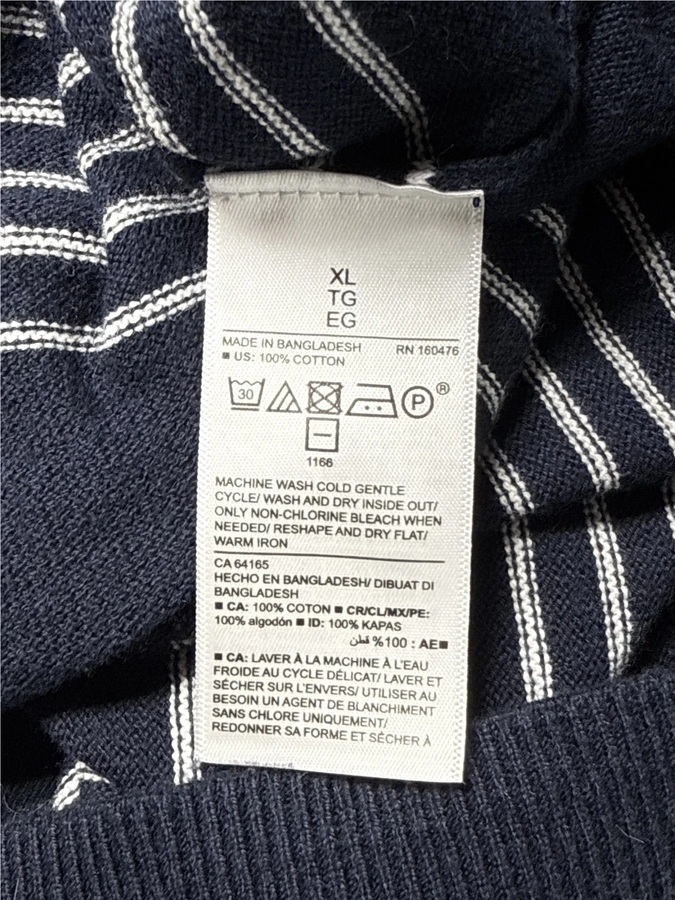 XL
TG
EG
MADE IN BANGLADESH RN 160476
■ US: 100% COTTON
30 P ®
1166
MACHINE WASH COLD GENTLE
CYCLE/ WASH AND DRY INSIDE OUT/
ONLY NON-CHLORINE BLEACH WHEN
NEEDED/ RESHAPE AND DRY FLAT/
WARM IRON
CA 64165
HECHO EN BANGLADESH/ DIBUAT DI
BANGLADESH
■ CA: 100% COTON ■ CR/CL/MX/PE:
100% algodón ■ ID: 100% KAPAS
■AE : 100% قطن
■ CA: LAVER À LA MACHINE À L'EAU
FROIDE AU CYCLE DÉLICAT/ LAVER ET
SÉCHER SUR L'ENVERS/ UTILISER AU
BESOIN UN AGENT DE BLANCHIMENT
SANS CHLORE UNIQUEMENT/
REDONNER SA FORME ET SÉCHER À